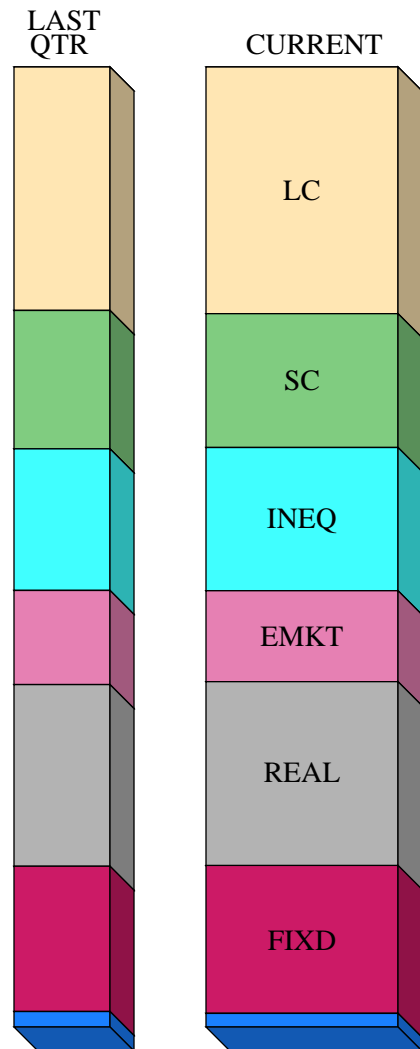 LAST
QTR
CURRENT
LC
SC
INEQ
EMKT
REAL
FIXD